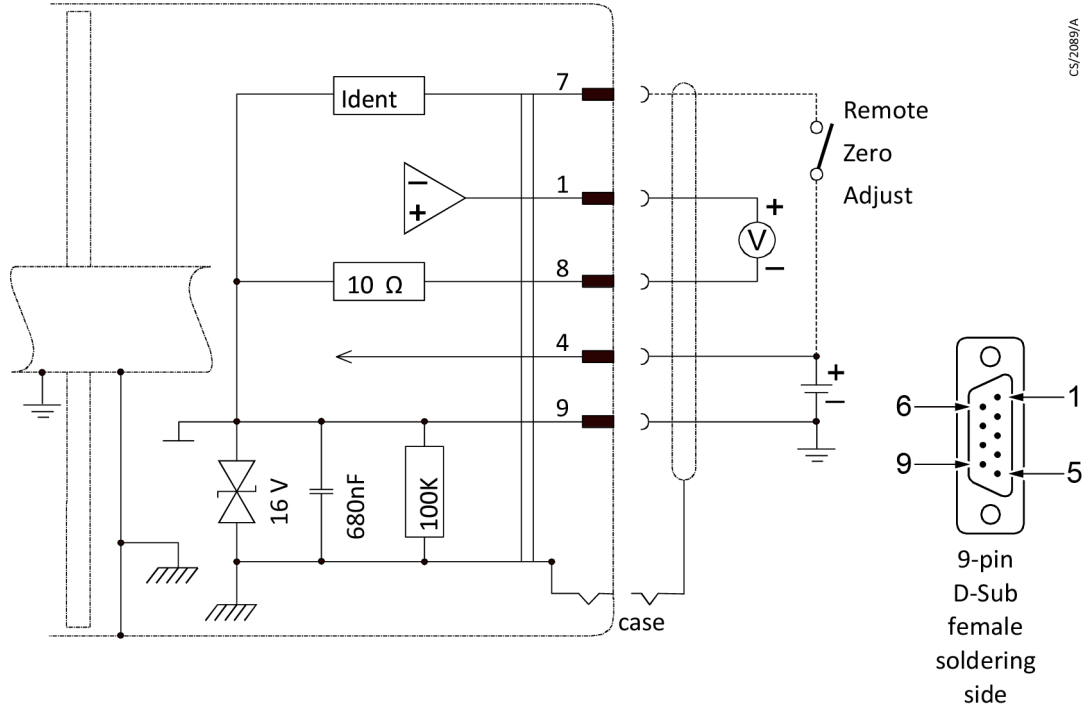 CS/2089/A
7
Ident
Remote
Zero
Adjust
1
−
+
+
V
−
8
10 Ω
4
+
−
9
16 V
680nF
100K
case
6
1
9
5
9-pin
D-Sub
female
soldering
side